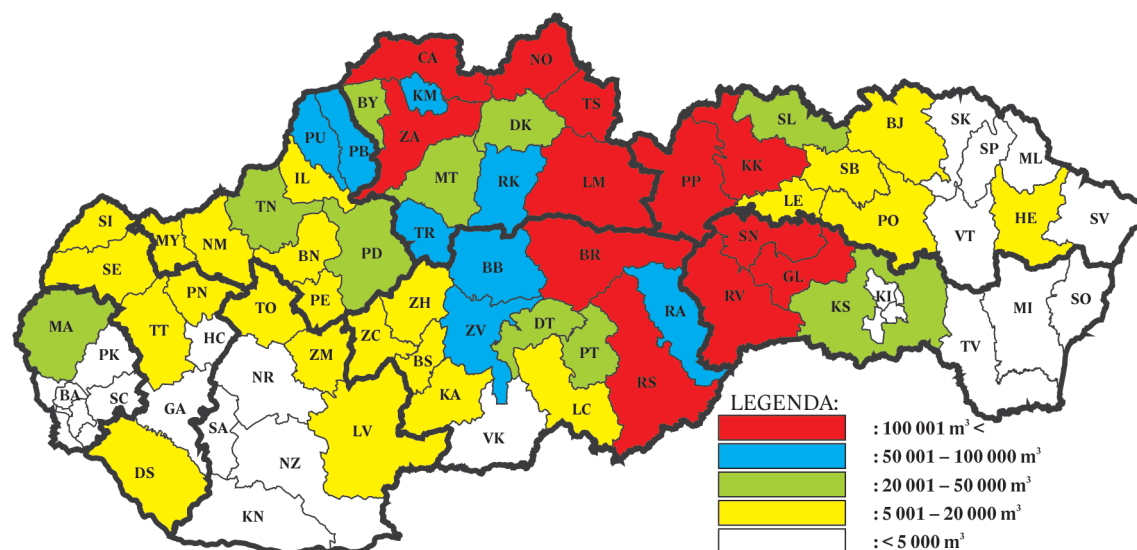 CA
NO
KM
BY
TS
PU
PB
ZA
DK
SL
BJ
SK
SP
ML
IL
MT
RK
LM
PP
KK
SB
LE
TN
PO
HE
SV
SI
MY
NM
TR
SN
VT
BN
PD
BB
BR
SE
GL
RV
PN
PE
ZH
KS
KI
SO
MI
TO
RA
MA
TT
HC
ZC
ZV
DT
PT
TV
PK
ZM
BS
NR
RS
BA
SC
GA
KA
LC
LEGENDA:
SA
LV
VK
: 100 001 m³ <
NZ
: 50 001 – 100 000 m³
DS
: 20 001 – 50 000 m³
KN
: 5 001 – 20 000 m³
: < 5 000 m³